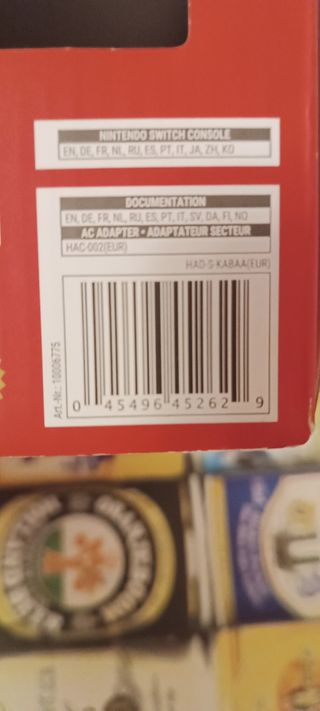 NINTENDO SWITCH CONSOLE
EN, DE, FR, NL, RU, ES, PT, IT, JA, ZH, KO
DOCUMENTATION
EN, DE, FR, NL, RU, ES, PT, IT, SV, DA, FI, NO
AC ADAPTER • ADAPTATEUR SECTEUR
HAC-002(EUR)
HAD-S-KABAA(EUR)
Art.-Nr.: 10006775
0 45496 45262 9